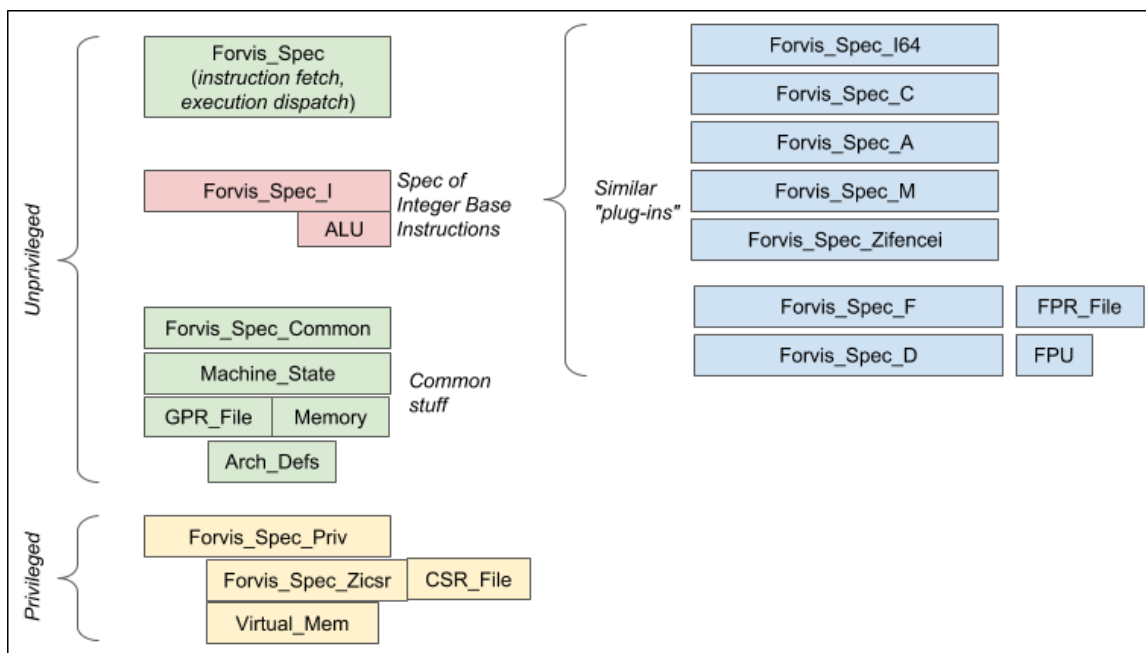 Unprivileged
Forvis_Spec
(instruction fetch,
execution dispatch)
Forvis_Spec_I
ALU
Spec of
Integer Base
Instructions
Forvis_Spec_Common
Machine_State
GPR_File
Memory
Arch_Defs
Common
stuff
Similar
"plug-ins"
Forvis_Spec_I64
Forvis_Spec_C
Forvis_Spec_A
Forvis_Spec_M
Forvis_Spec_Zifencei
Forvis_Spec_F
FPR_File
Forvis_Spec_D
FPU
Privileged
Forvis_Spec_Priv
Forvis_Spec_Zicsr
CSR_File
Virtual_Mem